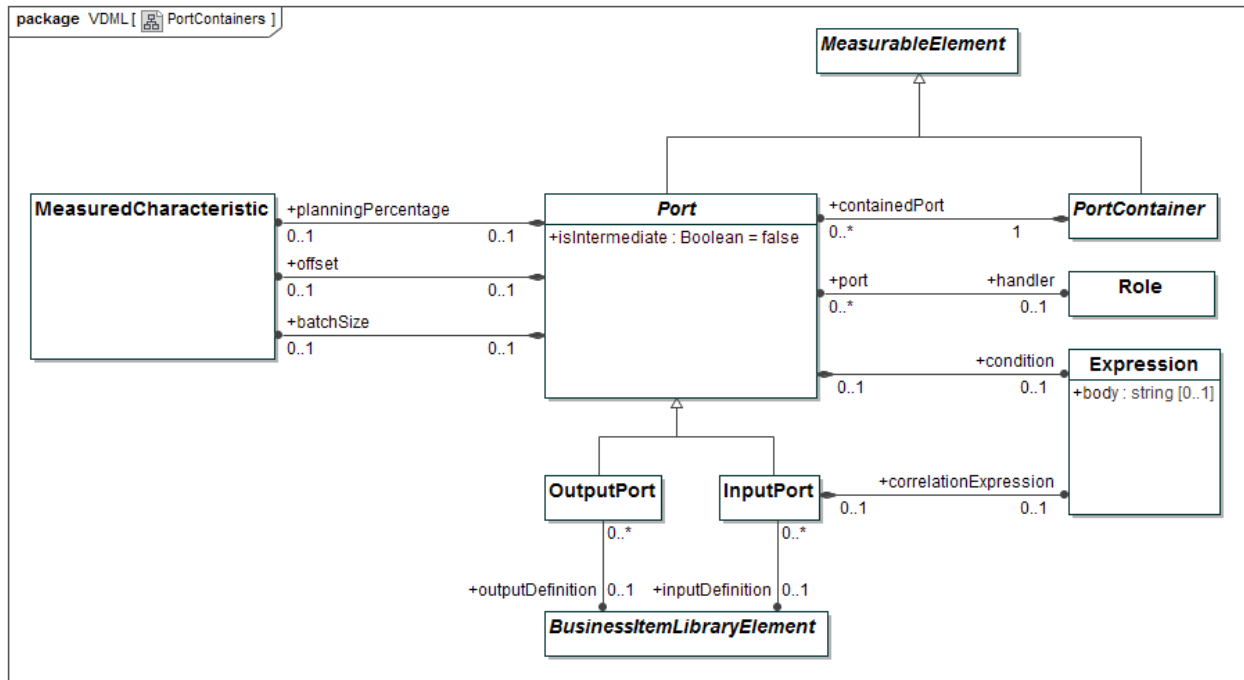 package VDML [ PortContainers ]
MeasurableElement
MeasuredCharacteristic
+planningPercentage
0..1 0..1
+offset
0..1 0..1
+batchSize
0..1 0..1
Port
+isIntermediate : Boolean = false
+containedPort
0..* 1
PortContainer
+port +handler
0..* 0..1
Role
+condition
0..1 0..1
Expression
+body : string [0..1]
+correlationExpression
0..1 0..1
OutputPort
InputPort
0..* 0..*
+outputDefinition 0..1 +inputDefinition 0..1
BusinessItemLibraryElement